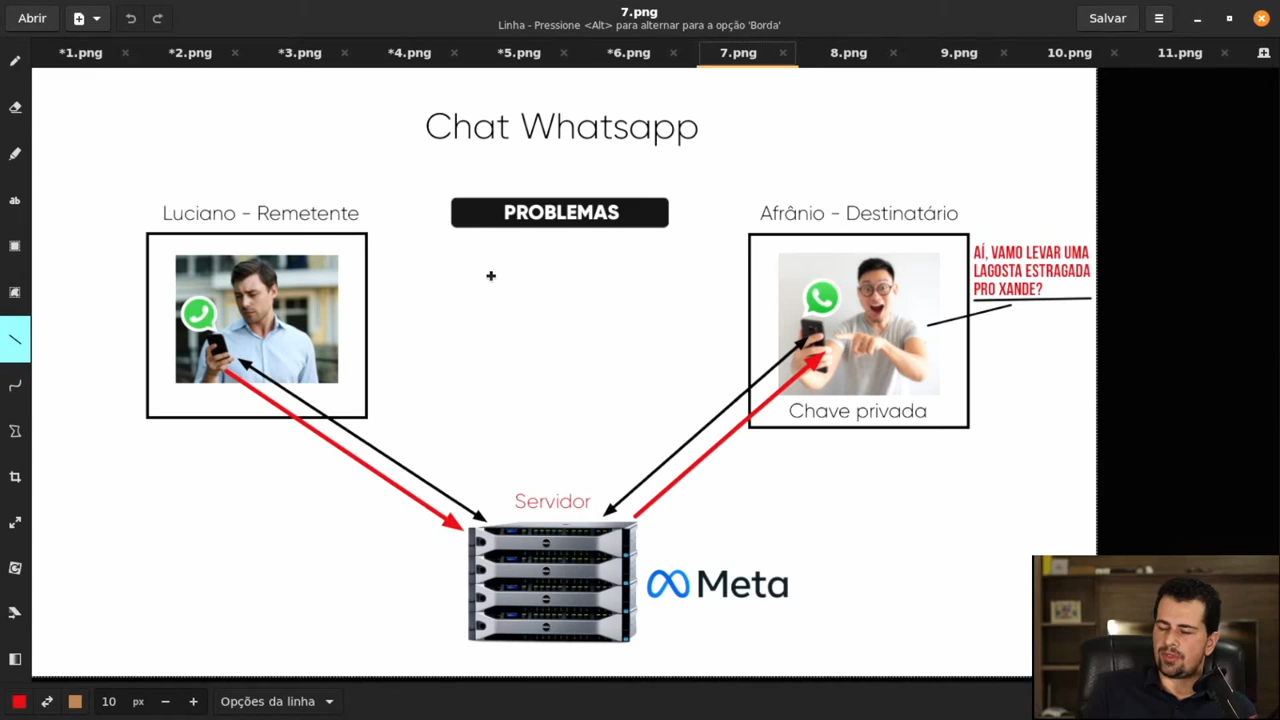 Abrir
7.png
Linha - Pressione <Alt> para alternar para a opção 'Borda'
Salvar
*1.png
*2.png
*3.png
*4.png
*5.png
*6.png
7.png
8.png
9.png
10.png
11.png
ab
Chat Whatsapp
PROBLEMAS
Luciano - Remetente
Afrânio - Destinatário
AÍ, VAMO LEVAR UMA
LAGOSTA ESTRAGADA
PRO XANDE?
Chave privada
Servidor
Meta
10 px
Opções da linha